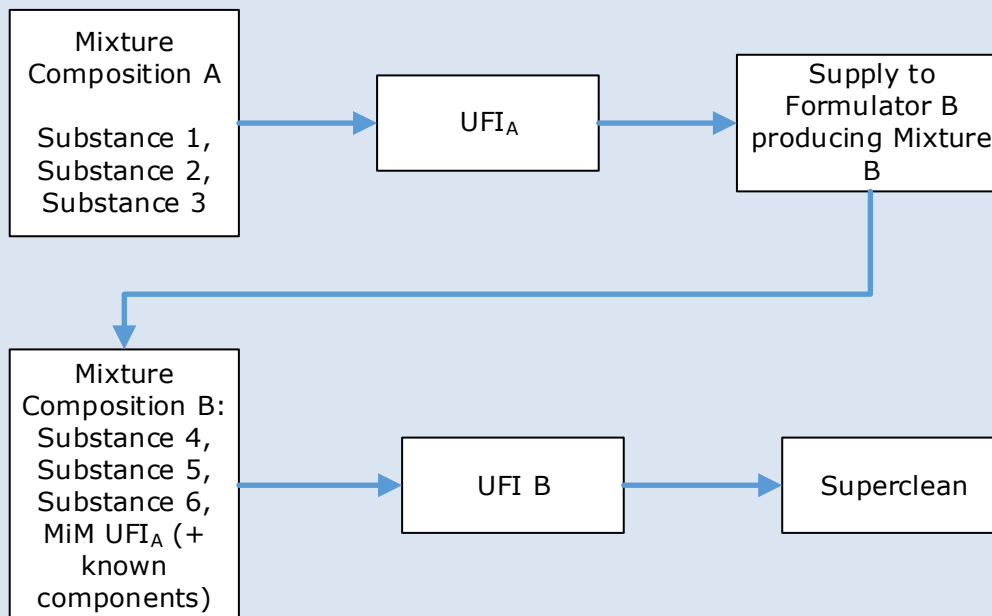 Mixture
Composition A
Substance 1,
Substance 2,
Substance 3
UFIA
Supply to
Formulator B
producing Mixture
B
Mixture
Composition B:
Substance 4,
Substance 5,
Substance 6,
MiM UFIA (+
known
components)
UFI B
Superclean